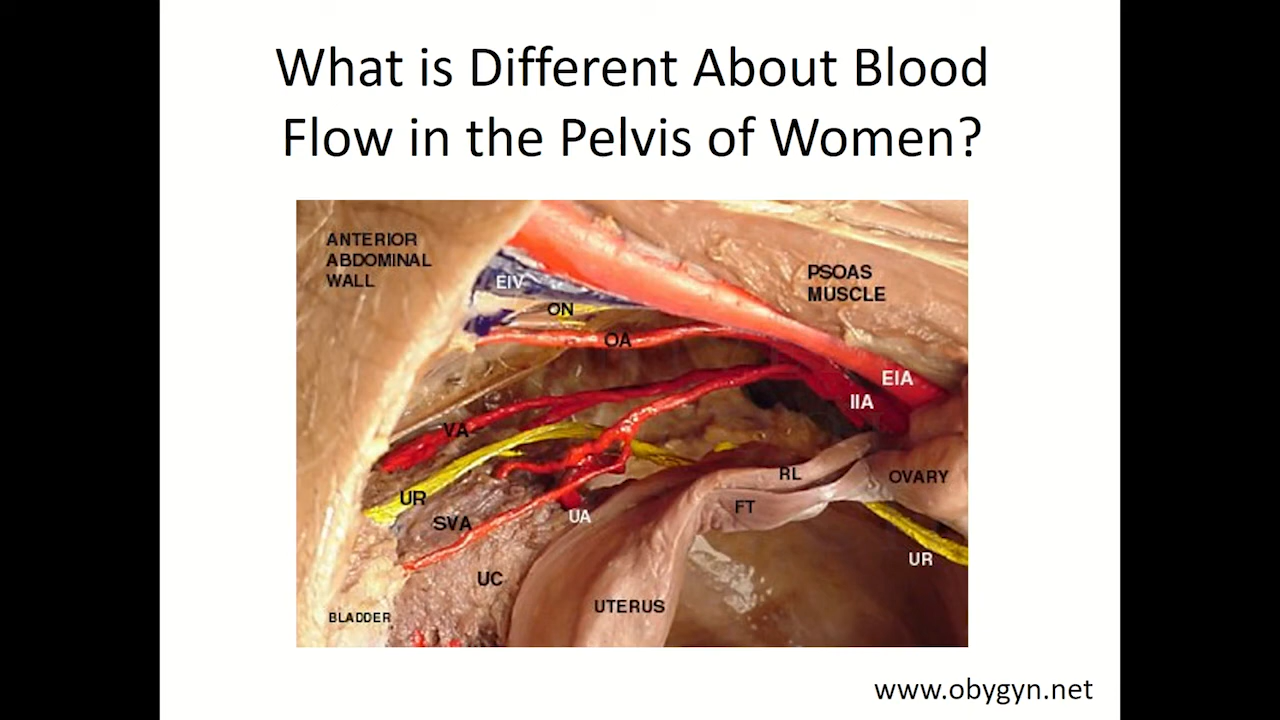 What is Different About Blood
Flow in the Pelvis of Women?
ANTERIOR
ABDOMINAL
WALL
EIV
ON
OA
PSOAS
MUSCLE
EIA
IIA
VA
UR
SVA
UA
RL
FT
OVARY
UR
UC
UTERUS
BLADDER
www.obygyn.net